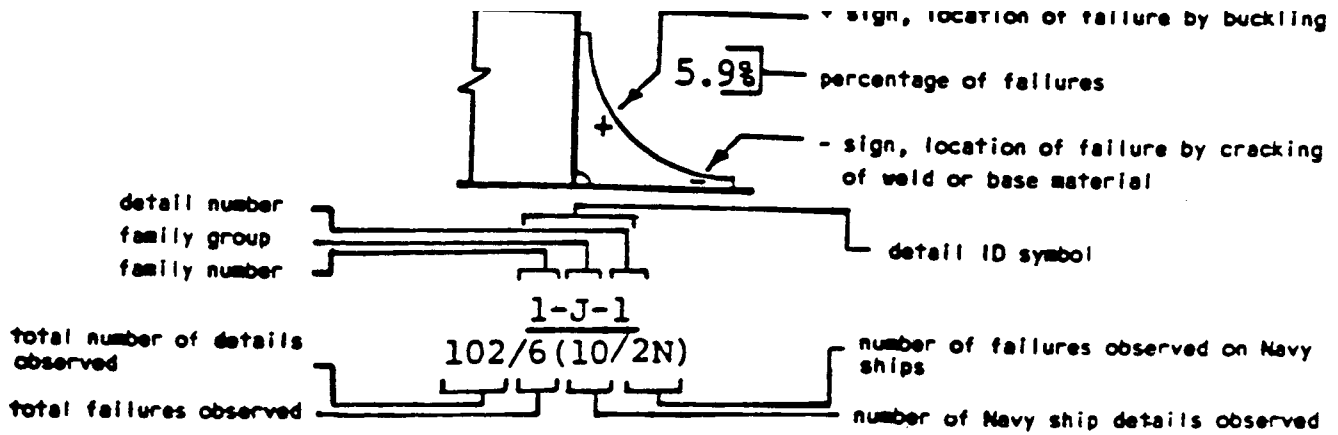 + sign, location of failure by buckling
5.9%
percentage of failures
+
- sign, location of failure by cracking
of weld or base material
-
detail number
family group
family number
detail ID symbol
1-J-1
total number of details
observed
102/6(10/2N)
number of failures observed on Navy
ships
total failures observed
number of Navy ship details observed